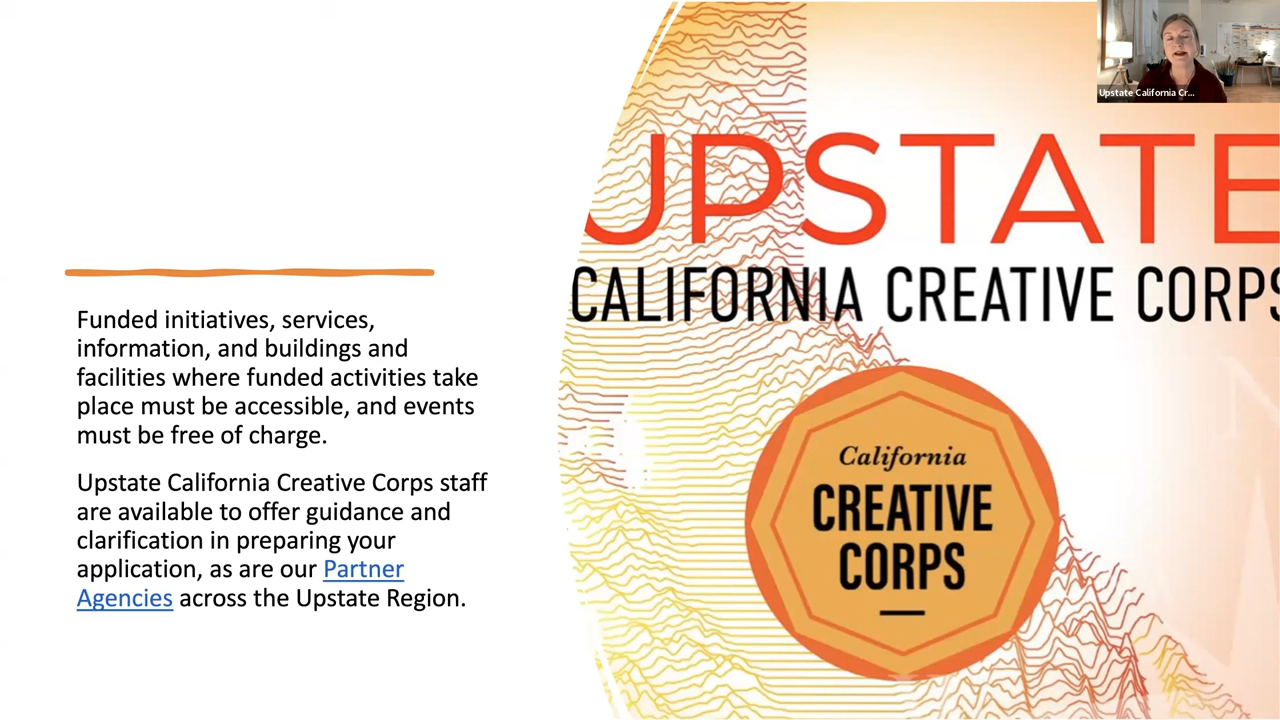 Upstate California Cr...
UPSTATE
CALIFORNIA CREATIVE CORPS
Funded initiatives, services,
information, and buildings and
facilities where funded activities take
place must be accessible, and events
must be free of charge.
Upstate California Creative Corps staff
are available to offer guidance and
clarification in preparing your
application, as are our Partner
Agencies across the Upstate Region.
California
CREATIVE
CORPS